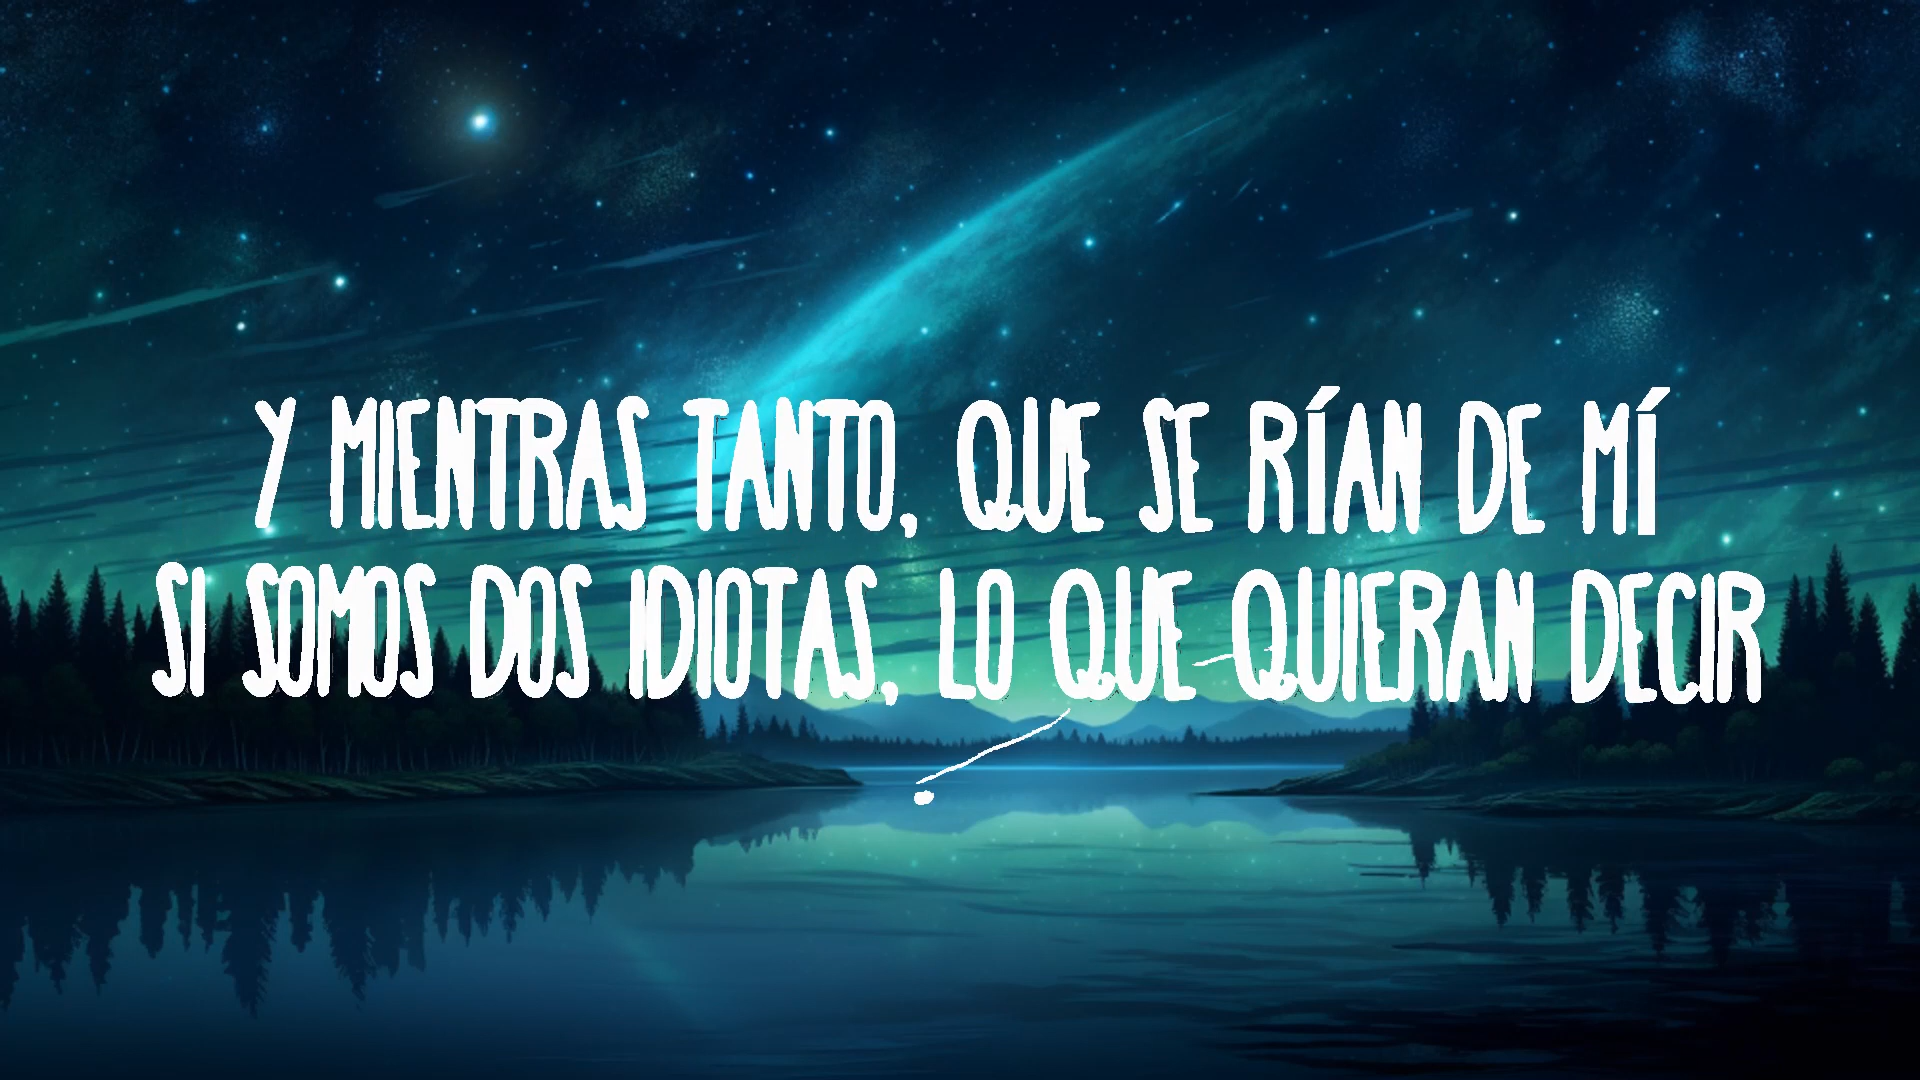 Y MIENTRAS TANTO, QUE SE RÍAN DE MÍ
SI SOMOS DOS IDIOTAS, LO QUE QUIERAN DECIR